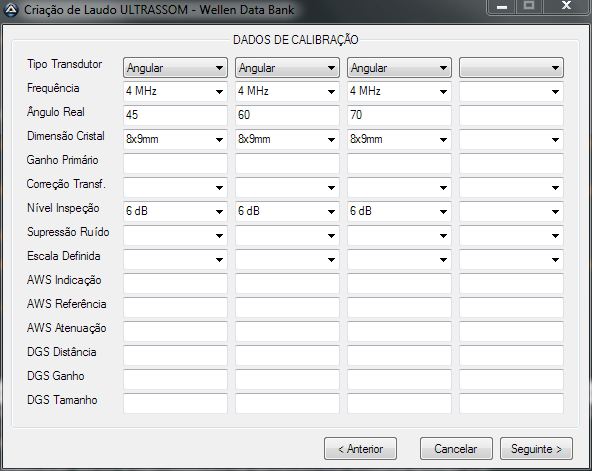 Criação de Laudo ULTRASSOM - Wellen Data Bank
DADOS DE CALIBRAÇÃO
Tipo Transdutor Angular Angular Angular
Frequência 4 MHz 4 MHz 4 MHz
Ângulo Real 45 60 70
Dimensão Cristal 8x9mm 8x9mm 8x9mm
Ganho Primário
Correção Transf.
Nível Inspeção 6 dB 6 dB 6 dB
Supressão Ruído
Escala Definida
AWS Indicação
AWS Referência
AWS Atenuação
DGS Distância
DGS Ganho
DGS Tamanho
< Anterior Cancelar Seguinte >